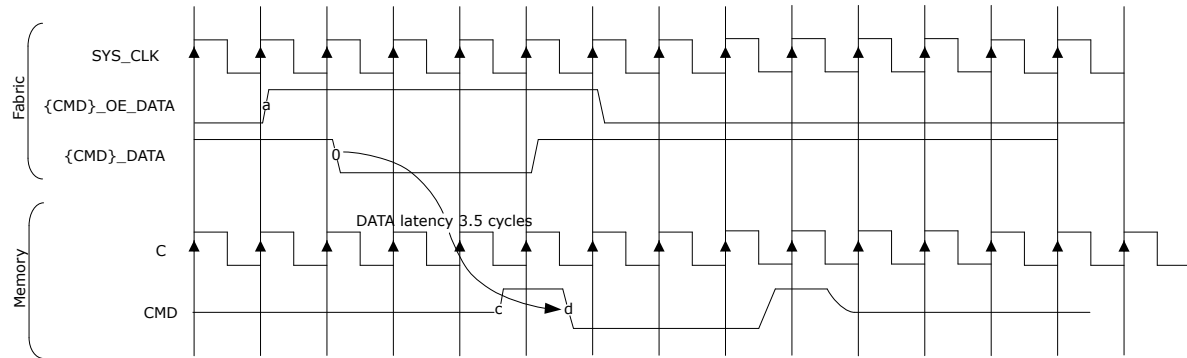 Fabric
SYS_CLK
{CMD}_OE_DATA
a
{CMD}_DATA
0
DATA latency 3.5 cycles
Memory
C
CMD
c
d